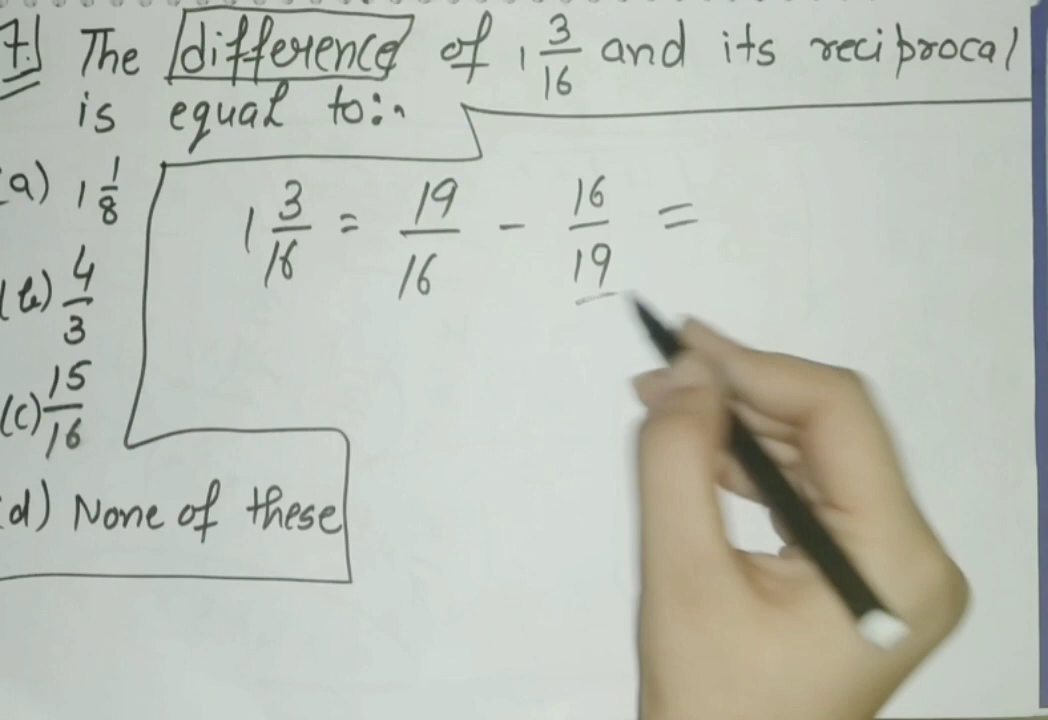 7.] The difference of 1 3/16 and its reciprocal
is equal to:-
(a) 1 1/8
(b) 4/3
(c) 15/16
(d) None of these
1 3/16 = 19/16 - 16/19 =